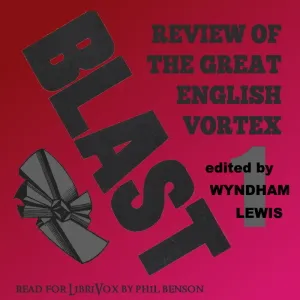 REVIEW OF
THE GREAT
ENGLISH
VORTEX
BLAST
1
edited by
WYNDHAM
LEWIS
READ FOR LIBRIVOX BY PHIL BENSON